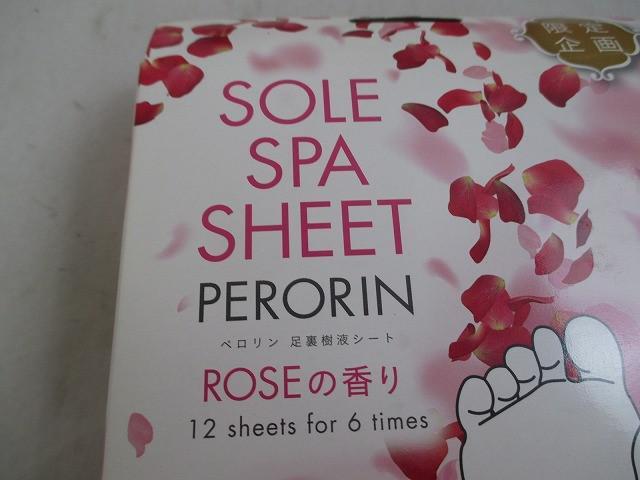 限定
企画
SOLE
SPA
SHEET
PERORIN
ペロリン 足裏樹液シート
ROSEの香り
12 sheets for 6 times